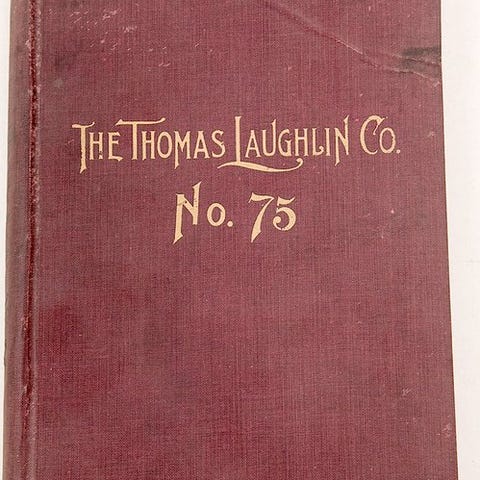 THE THOMAS LAUGHLIN CO.
No. 75